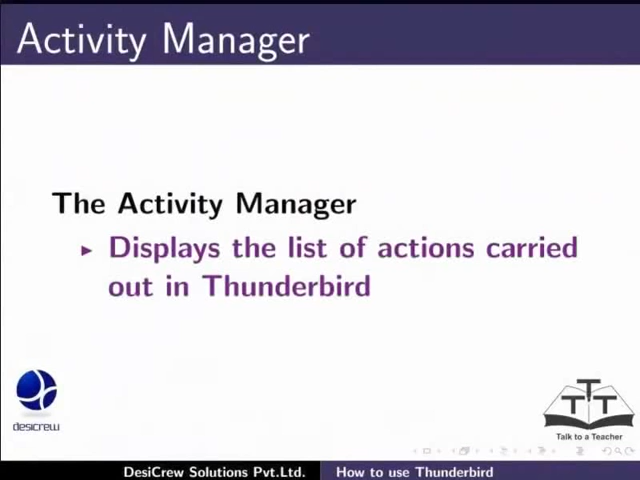 Activity Manager
The Activity Manager
Displays the list of actions carried
out in Thunderbird
desicrew
T T T
Talk to a Teacher
DesiCrew Solutions Pvt.Ltd. How to use Thunderbird